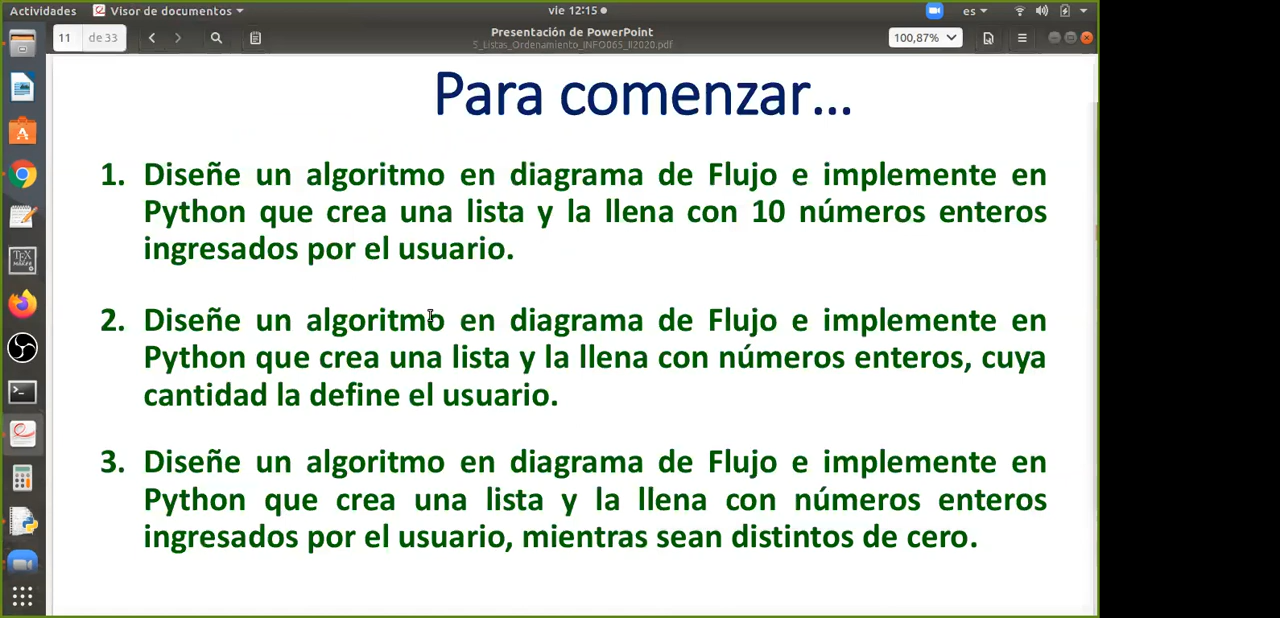 Actividades
Visor de documentos
vie 12:15
es
11
de 33
Presentación de PowerPoint
5_Listas_Ordenamiento_INFO065_II2020.pdf
100,87%
Para comenzar...
1. Diseñe un algoritmo en diagrama de Flujo e implemente en
Python que crea una lista y la llena con 10 números enteros
ingresados por el usuario.
2. Diseñe un algoritmo en diagrama de Flujo e implemente en
Python que crea una lista y la llena con números enteros, cuya
cantidad la define el usuario.
3. Diseñe un algoritmo en diagrama de Flujo e implemente en
Python que crea una lista y la llena con números enteros
ingresados por el usuario, mientras sean distintos de cero.